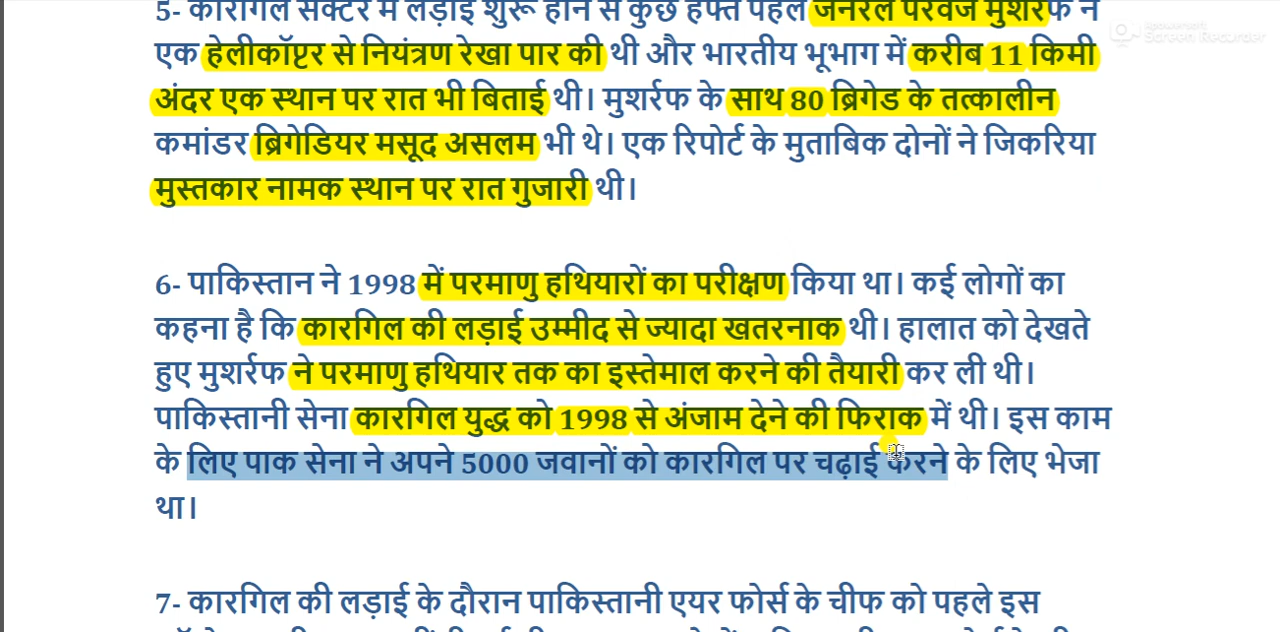 5- कारगिल सेक्टर में लड़ाई शुरू होने से कुछ हफ्ते पहले जनरल परवेज मुशर्रफ ने
एक हेलीकॉप्टर से नियंत्रण रेखा पार की थी और भारतीय भूभाग में करीब 11 किमी
अंदर एक स्थान पर रात भी बिताई थी। मुशर्रफ के साथ 80 ब्रिगेड के तत्कालीन
कमांडर ब्रिगेडियर मसूद असलम भी थे। एक रिपोर्ट के मुताबिक दोनों ने जिकरिया
मुस्तकार नामक स्थान पर रात गुजारी थी।
6- पाकिस्तान ने 1998 में परमाणु हथियारों का परीक्षण किया था। कई लोगों का
कहना है कि कारगिल की लड़ाई उम्मीद से ज्यादा खतरनाक थी। हालात को देखते
हुए मुशर्रफ ने परमाणु हथियार तक का इस्तेमाल करने की तैयारी कर ली थी।
पाकिस्तानी सेना कारगिल युद्ध को 1998 से अंजाम देने की फिराक में थी। इस काम
के लिए पाक सेना ने अपने 5000 जवानों को कारगिल पर चढ़ाई करने के लिए भेजा
था।
7- कारगिल की लड़ाई के दौरान पाकिस्तानी एयर फोर्स के चीफ को पहले इस
Apowersoft
Screen Recorder